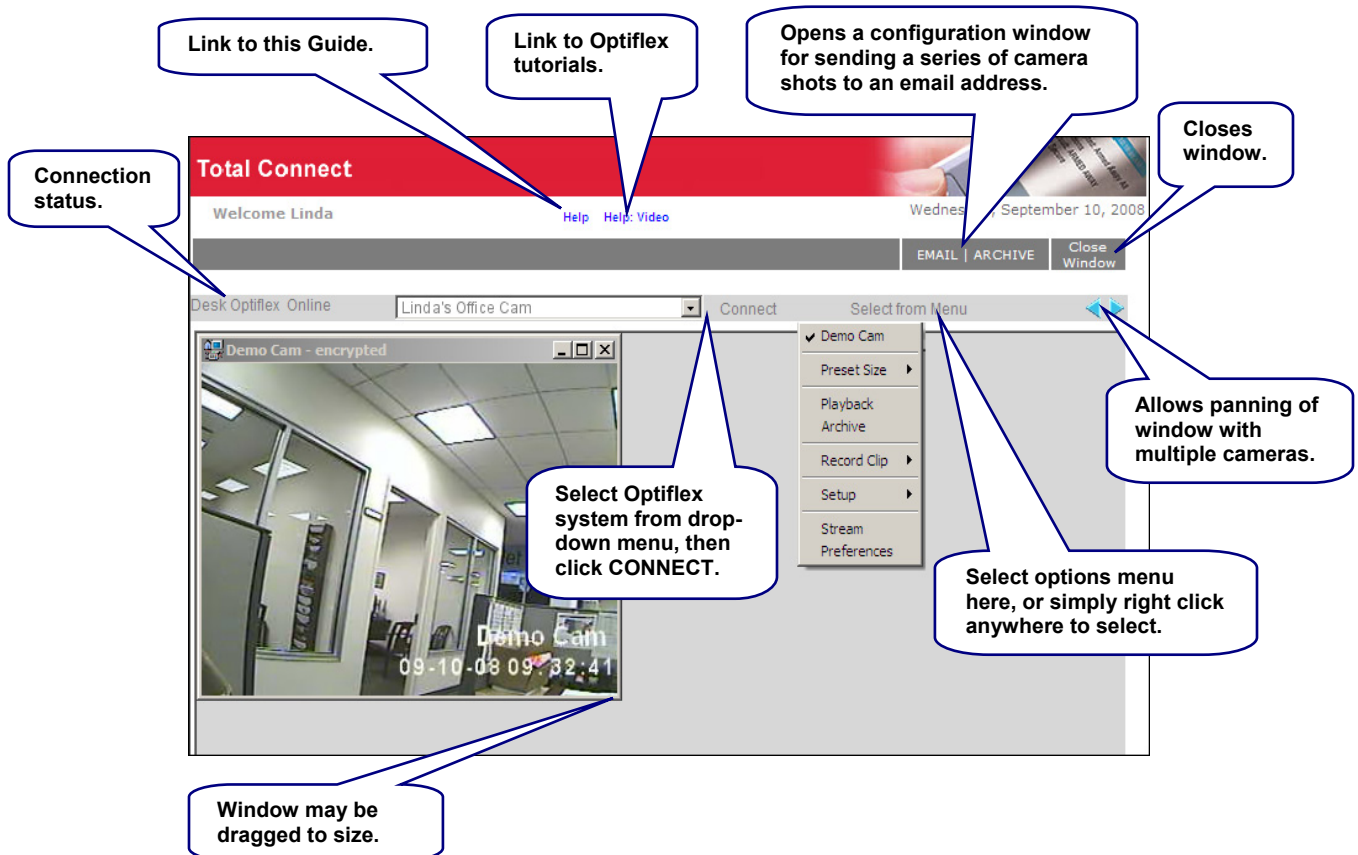 Link to this Guide.
Link to Optiflex
tutorials.
Opens a configuration window
for sending a series of camera
shots to an email address.
Closes
window.
Connection
status.
Total Connect
Welcome Linda
Help
Help: Video
September 10, 2008
EMAIL | ARCHIVE
Close
Window
Desk Optiflex Online
Linda's Office Cam
Connect
Select from Menu
Demo Cam - encrypted
Demo Cam
Preset Size
Playback
Archive
Record Clip
Setup
Stream
Preferences
Demo Cam
09-10-08 09:32:41
Allows panning of
window with
multiple cameras.
Select Optiflex
system from drop-
down menu, then
click CONNECT.
Select options menu
here, or simply right click
anywhere to select.
Window may be
dragged to size.